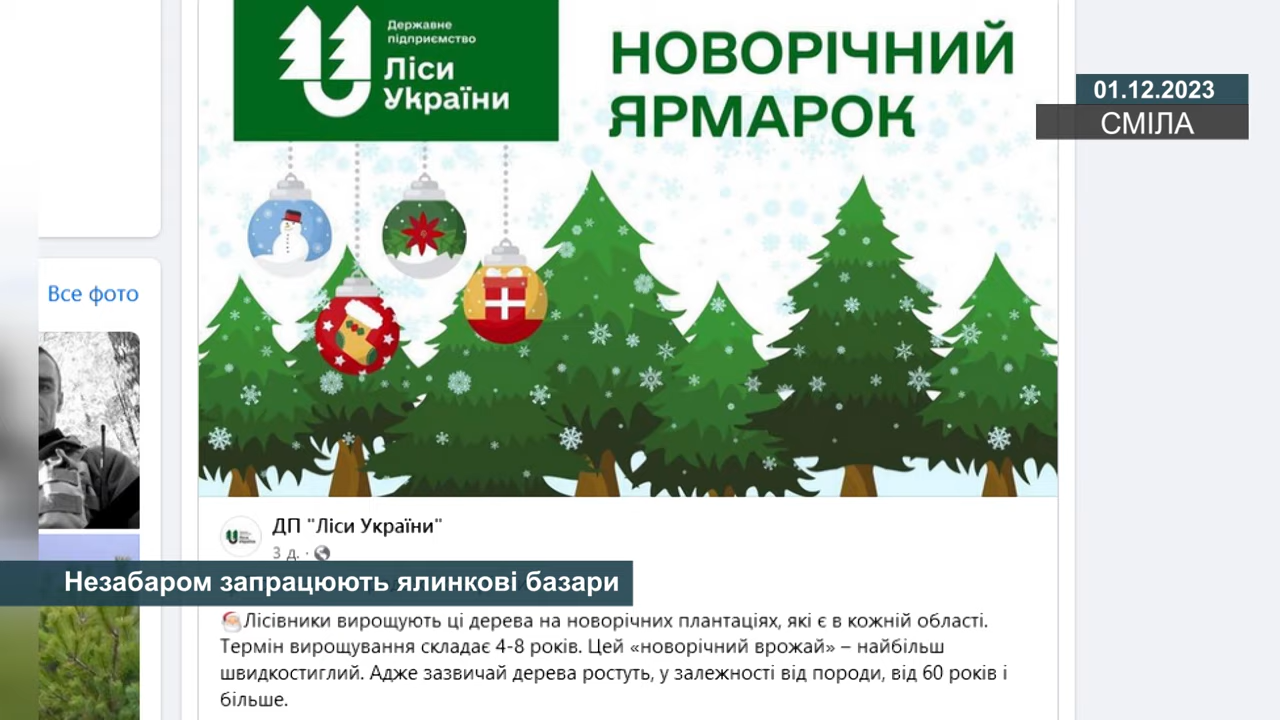 Державне
підприємство
Ліси
України
НОВОРІЧНИЙ
ЯРМАРОК
01.12.2023
СМІЛА
Все фото
ДП "Ліси України"
3 д. ·
Незабаром запрацюють ялинкові базари
Лісівники вирощують ці дерева на новорічних плантаціях, які є в кожній області.
Термін вирощування складає 4-8 років. Цей «новорічний врожай» – найбільш
швидкостиглий. Адже зазвичай дерева ростуть, у залежності від породи, від 60 років і
більше.